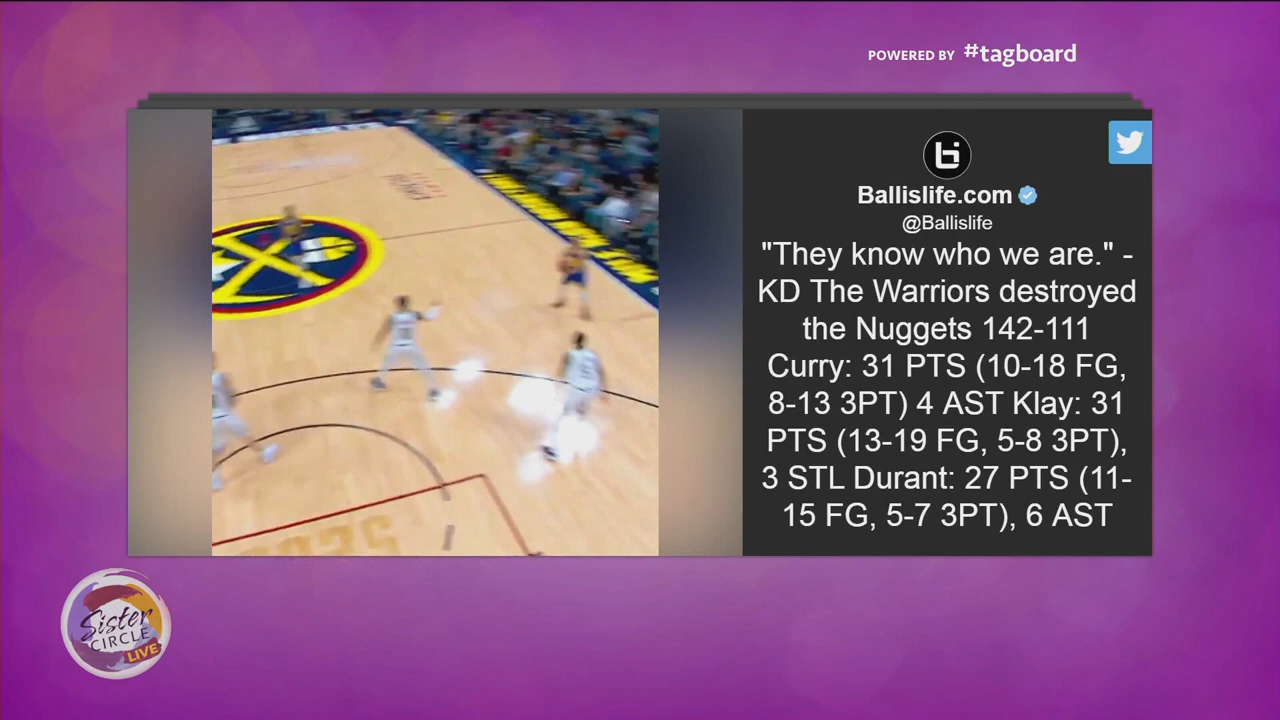 POWERED BY #tagboard
Ballislife.com
@Ballislife
"They know who we are." -
KD The Warriors destroyed
the Nuggets 142-111
Curry: 31 PTS (10-18 FG,
8-13 3PT) 4 AST Klay: 31
PTS (13-19 FG, 5-8 3PT),
3 STL Durant: 27 PTS (11-
15 FG, 5-7 3PT), 6 AST
Sister
CIRCLE
LIVE